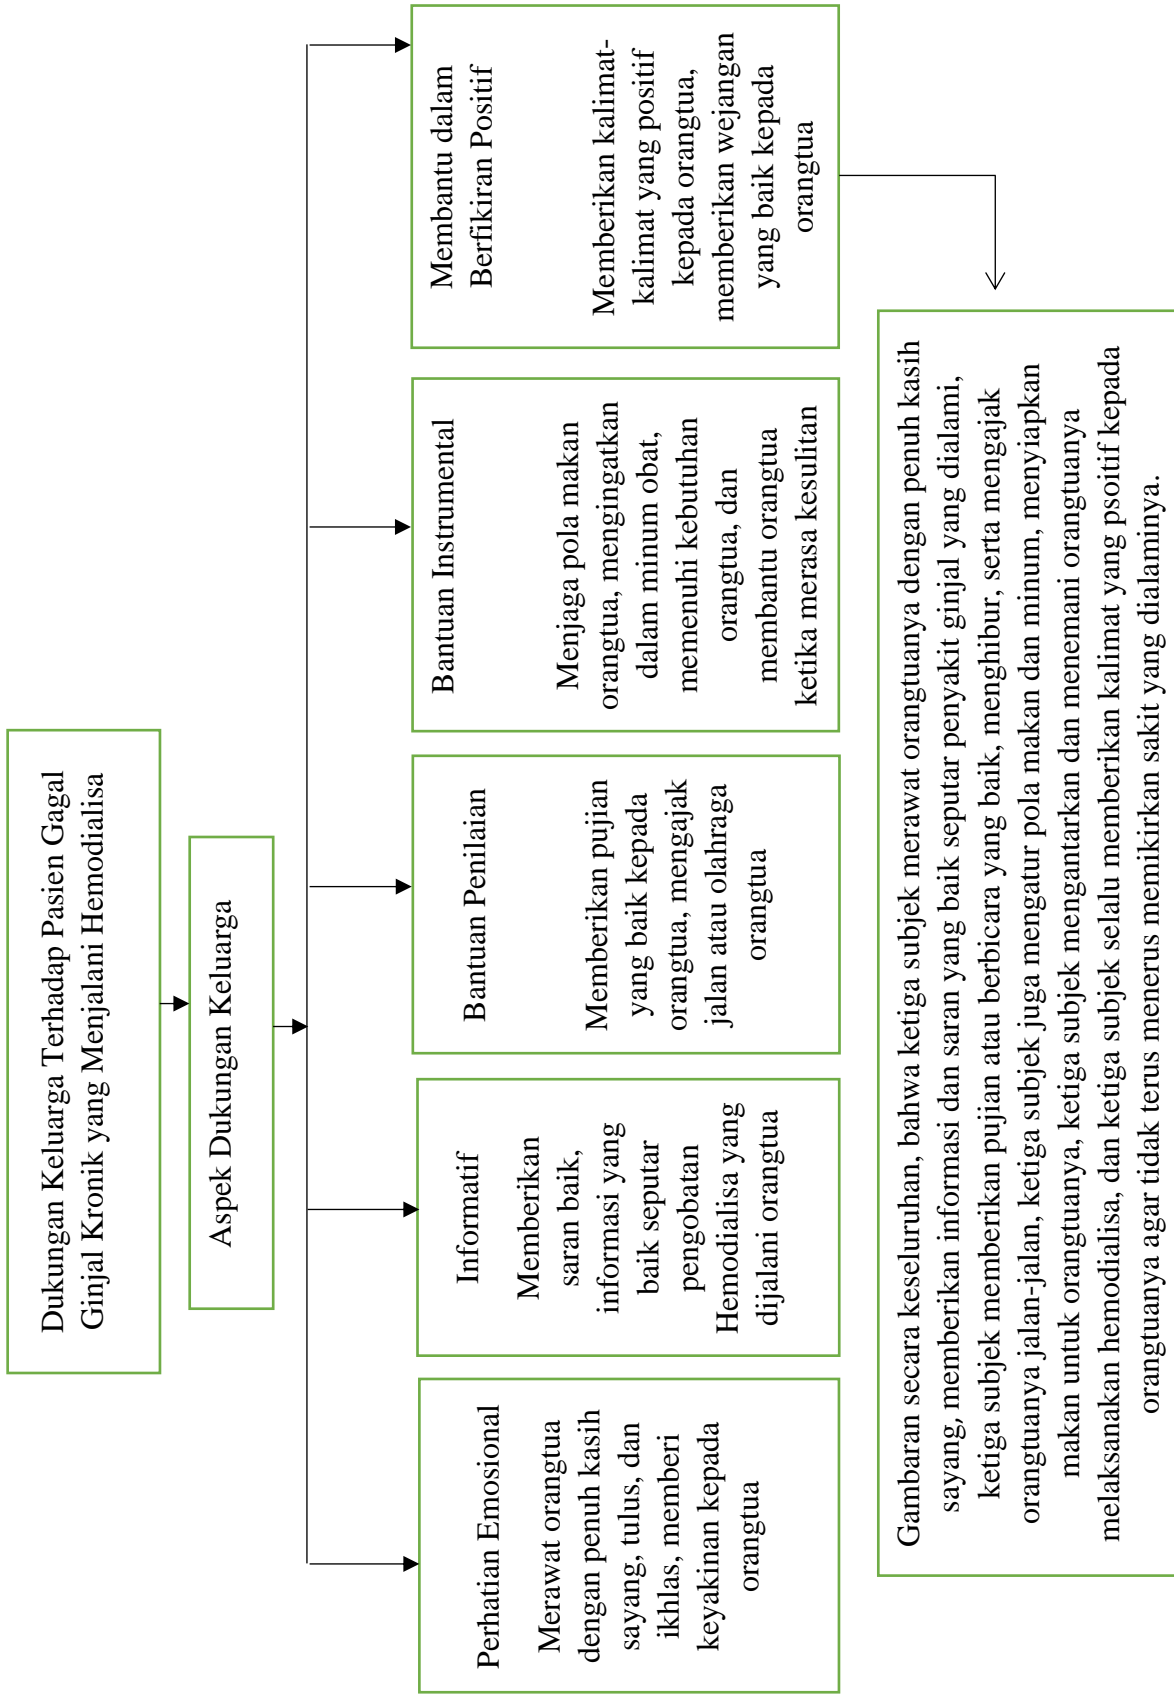 Dukungan Keluarga Terhadap Pasien Gagal
Ginjal Kronik yang Menjalani Hemodialisa
Aspek Dukungan Keluarga
Perhatian Emosional
Merawat orangtua
dengan penuh kasih
sayang, tulus, dan
ikhlas, memberi
keyakinan kepada
orangtua
Informatif
Memberikan
saran baik,
informasi yang
baik seputar
pengobatan
Hemodialisa yang
dijalani orangtua
Bantuan Penilaian
Memberikan pujian
yang baik kepada
orangtua, mengajak
jalan atau olahraga
orangtua
Bantuan Instrumental
Menjaga pola makan
orangtua, mengingatkan
dalam minum obat,
memenuhi kebutuhan
orangtua, dan
membantu orangtua
ketika merasa kesulitan
Membantu dalam
Berfikiran Positif
Memberikan kalimat-
kalimat yang positif
kepada orangtua,
memberikan wejangan
yang baik kepada
orangtua
Gambaran secara keseluruhan, bahwa ketiga subjek merawat orangtuanya dengan penuh kasih
sayang, memberikan informasi dan saran yang baik seputar penyakit ginjal yang dialami,
ketiga subjek memberikan pujian atau berbicara yang baik, menghibur, serta mengajak
orangtuanya jalan-jalan, ketiga subjek juga mengatur pola makan dan minum, menyiapkan
makan untuk orangtuanya, ketiga subjek mengantarkan dan menemani orangtuanya
melaksanakan hemodialisa, dan ketiga subjek selalu memberikan kalimat yang psoitif kepada
orangtuanya agar tidak terus menerus memikirkan sakit yang dialaminya.